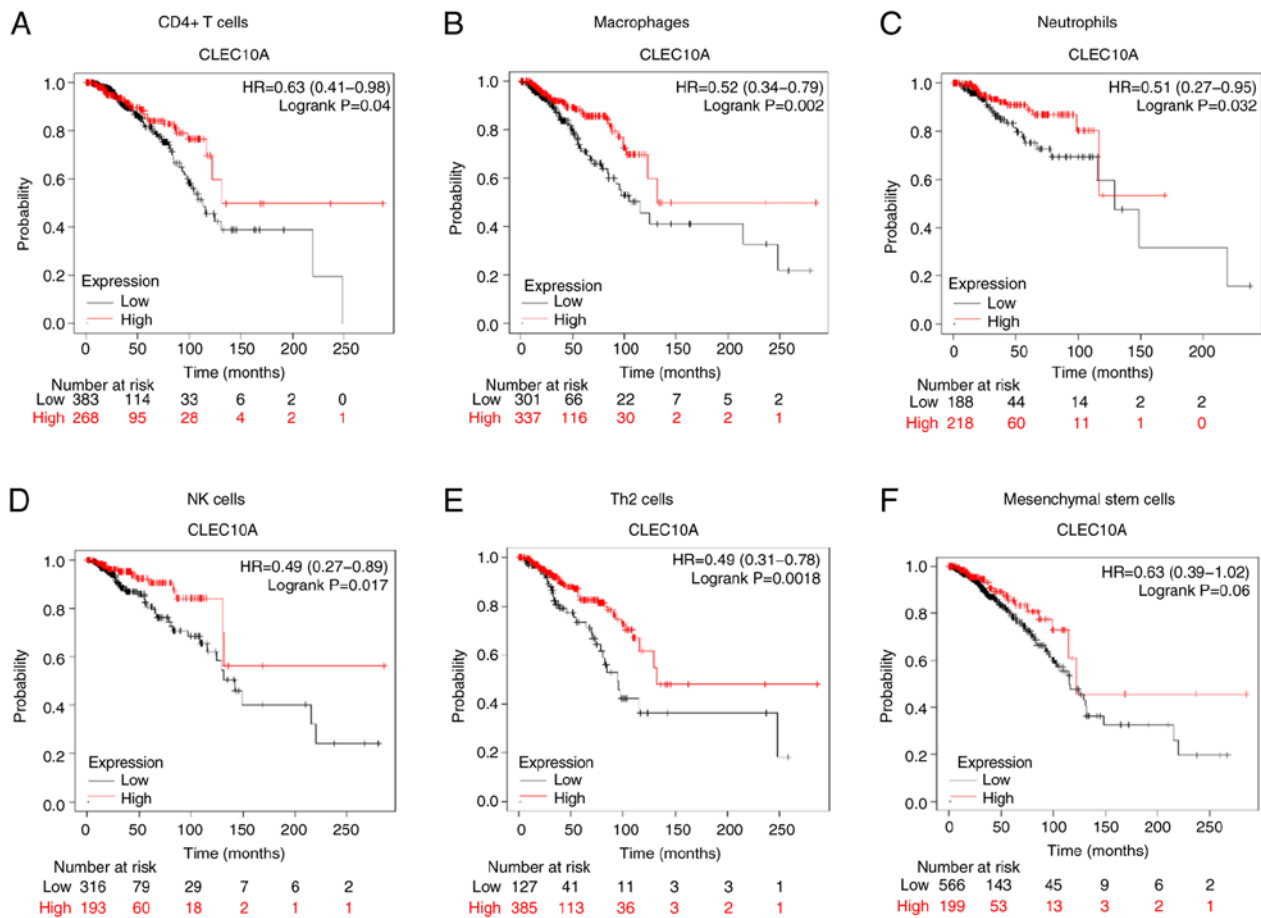 A
CD4+ T cells
CLEC10A
HR=0.63 (0.41–0.98)
Logrank P=0.04
Probability
1.0
0.8
0.6
0.4
0.2
0.0
Expression
Low
High
0 50 100 150 200 250
Time (months)
Number at risk
Low 383 114 33 6 2 0
High 268 95 28 4 2 1
B
Macrophages
CLEC10A
HR=0.52 (0.34–0.79)
Logrank P=0.002
Probability
1.0
0.8
0.6
0.4
0.2
0.0
Expression
Low
High
0 50 100 150 200 250
Time (months)
Number at risk
Low 301 66 22 7 5 2
High 337 116 30 2 2 1
C
Neutrophils
CLEC10A
HR=0.51 (0.27–0.95)
Logrank P=0.032
Probability
1.0
0.8
0.6
0.4
0.2
0.0
Expression
Low
High
0 50 100 150 200
Time (months)
Number at risk
Low 188 44 14 2 2
High 218 60 11 1 0
D
NK cells
CLEC10A
HR=0.49 (0.27–0.89)
Logrank P=0.017
Probability
1.0
0.8
0.6
0.4
0.2
0.0
Expression
Low
High
0 50 100 150 200 250
Time (months)
Number at risk
Low 316 79 29 7 6 2
High 193 60 18 2 1 1
E
Th2 cells
CLEC10A
HR=0.49 (0.31–0.78)
Logrank P=0.0018
Probability
1.0
0.8
0.6
0.4
0.2
0.0
Expression
Low
High
0 50 100 150 200 250
Time (months)
Number at risk
Low 127 41 11 3 3 1
High 385 113 36 3 2 1
F
Mesenchymal stem cells
CLEC10A
HR=0.63 (0.39–1.02)
Logrank P=0.06
Probability
1.0
0.8
0.6
0.4
0.2
0.0
Expression
Low
High
0 50 100 150 200 250
Time (months)
Number at risk
Low 566 143 45 9 6 2
High 199 53 13 3 2 1